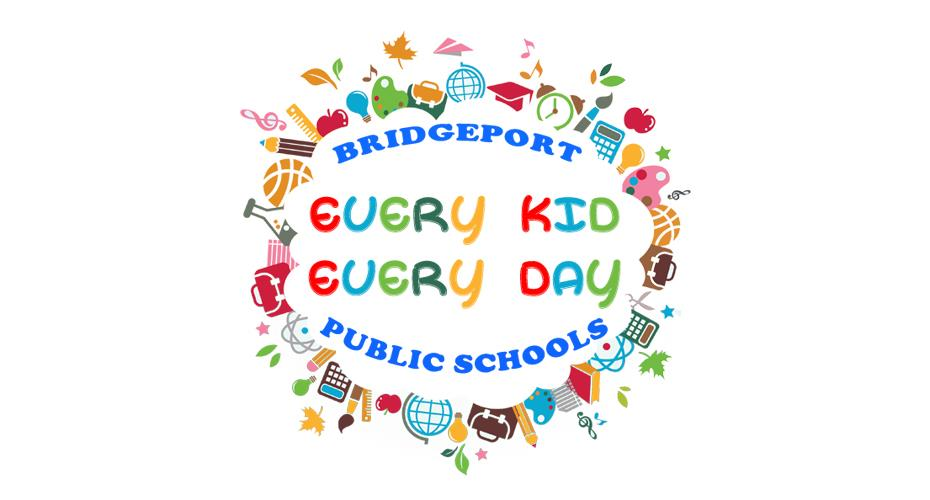 BRIDGEPORT
EVERY KID
EVERY DAY
PUBLIC SCHOOLS